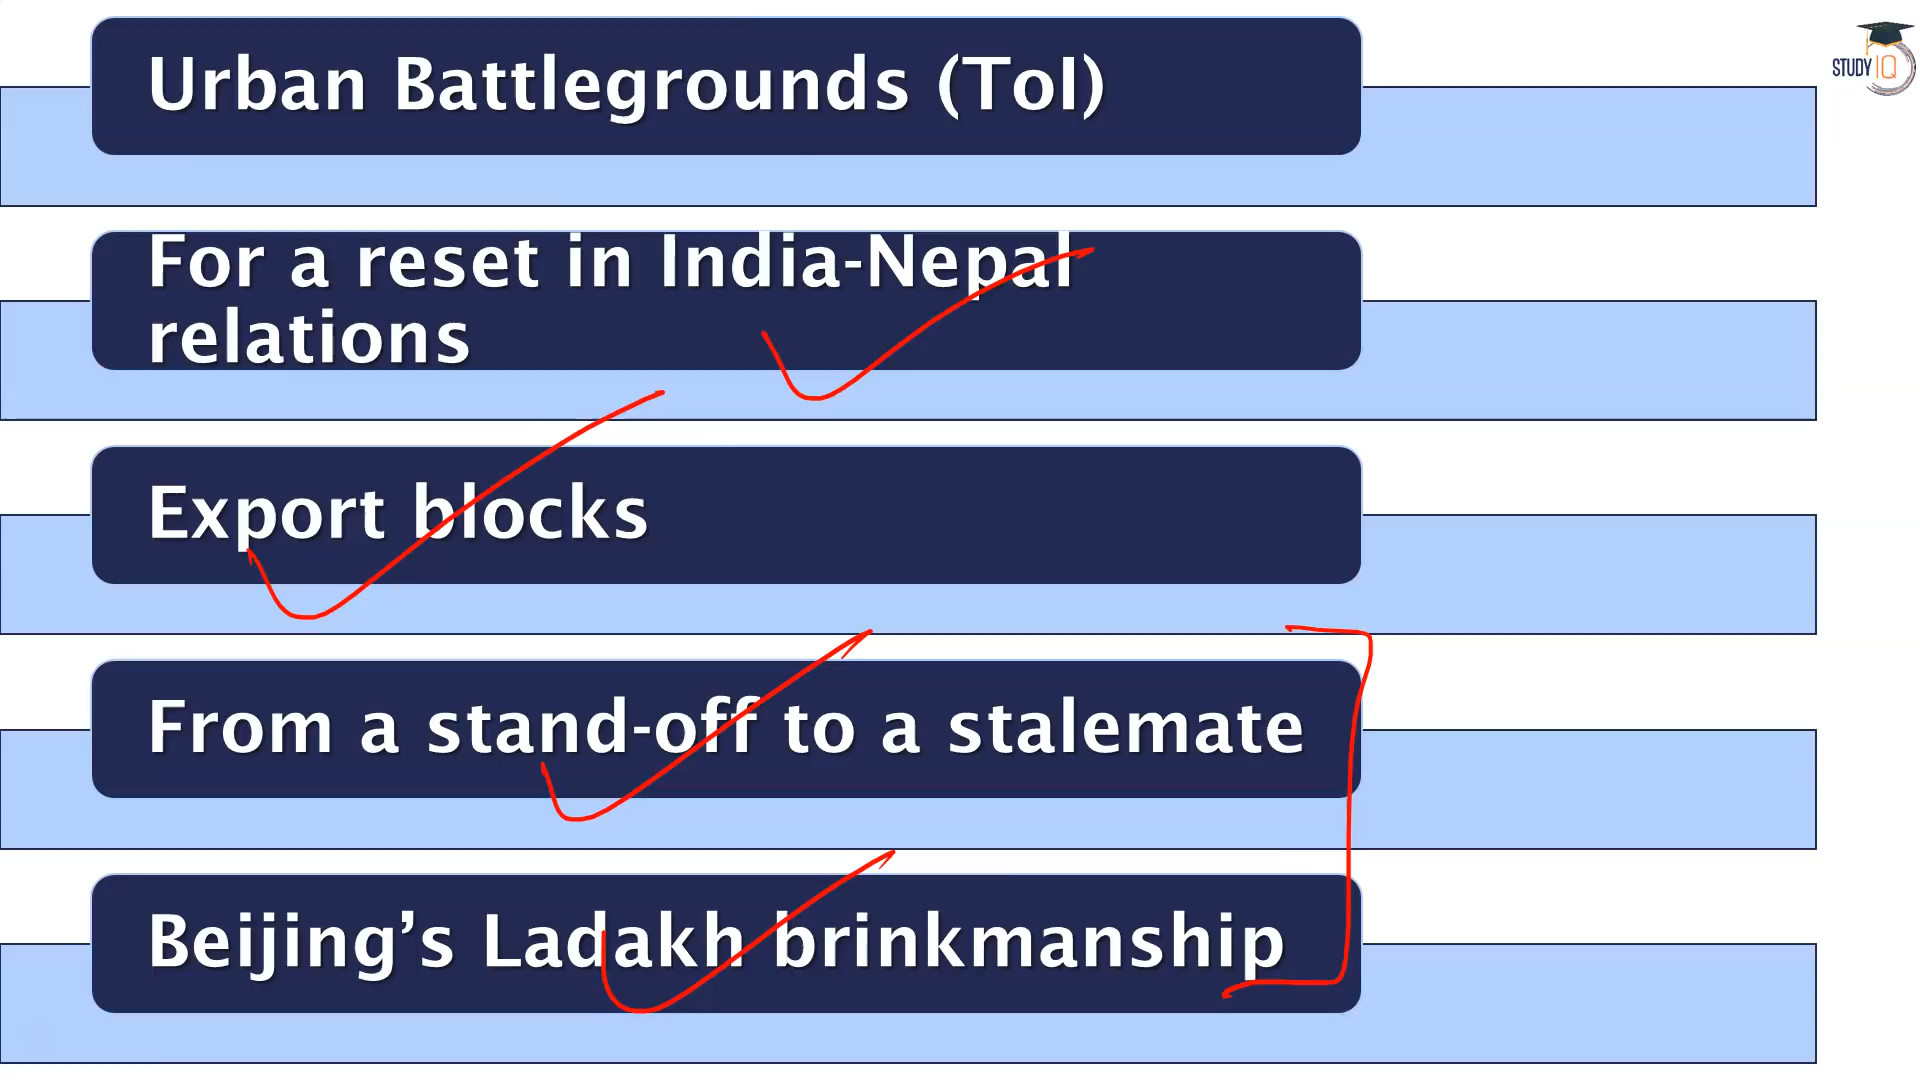 Urban Battlegrounds (ToI)
STUDY IQ
For a reset in India-Nepal
relations
Export blocks
From a stand-off to a stalemate
Beijing’s Ladakh brinkmanship